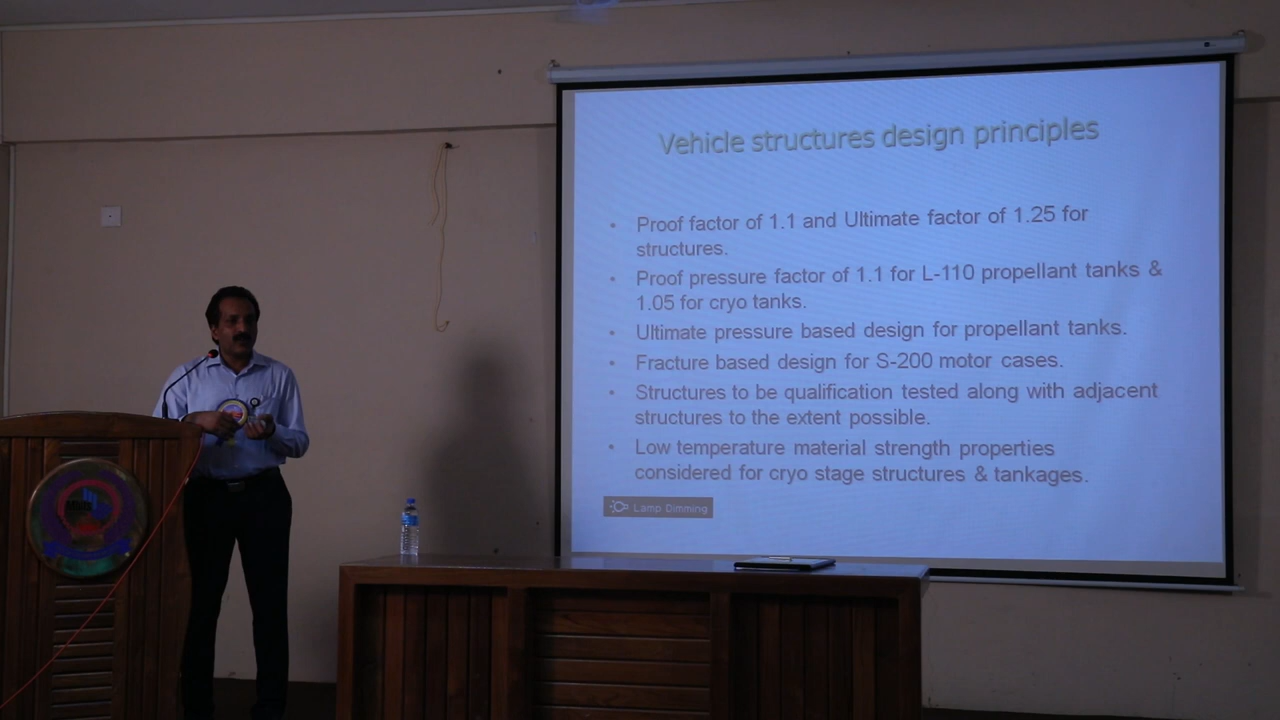 Vehicle structures design principles
• Proof factor of 1.1 and Ultimate factor of 1.25 for
structures.
• Proof pressure factor of 1.1 for L-110 propellant tanks &
1.05 for cryo tanks.
• Ultimate pressure based design for propellant tanks.
• Fracture based design for S-200 motor cases.
• Structures to be qualification tested along with adjacent
structures to the extent possible.
• Low temperature material strength properties
considered for cryo stage structures & tankages.
Lamp Dimming